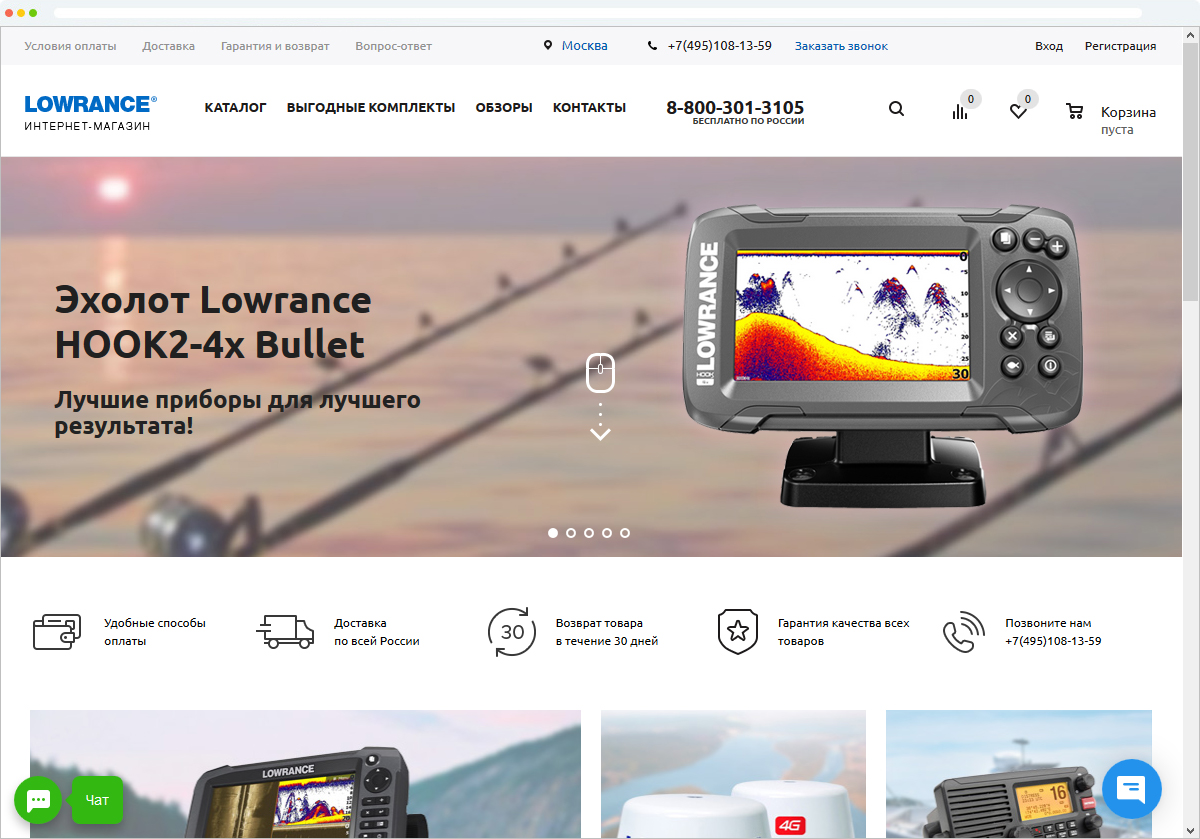 Условия оплаты Доставка Гарантия и возврат Вопрос-ответ Москва +7(495)108-13-59 Заказать звонок Вход Регистрация
LOWRANCE®
ИНТЕРНЕТ-МАГАЗИН
КАТАЛОГ ВЫГОДНЫЕ КОМПЛЕКТЫ ОБЗОРЫ КОНТАКТЫ
8-800-301-3105
БЕСПЛАТНО ПО РОССИИ
0
0
Корзина
пуста
Эхолот Lowrance
HOOK2-4x Bullet
Лучшие приборы для лучшего
результата!
LOWRANCE
HOOK
0
5
10
15
20
25
30
Удобные способы
оплаты
Доставка
по всей России
30
Возврат товара
в течение 30 дней
Гарантия качества всех
товаров
Позвоните нам
+7(495)108-13-59
LOWRANCE
4G
16
Чат